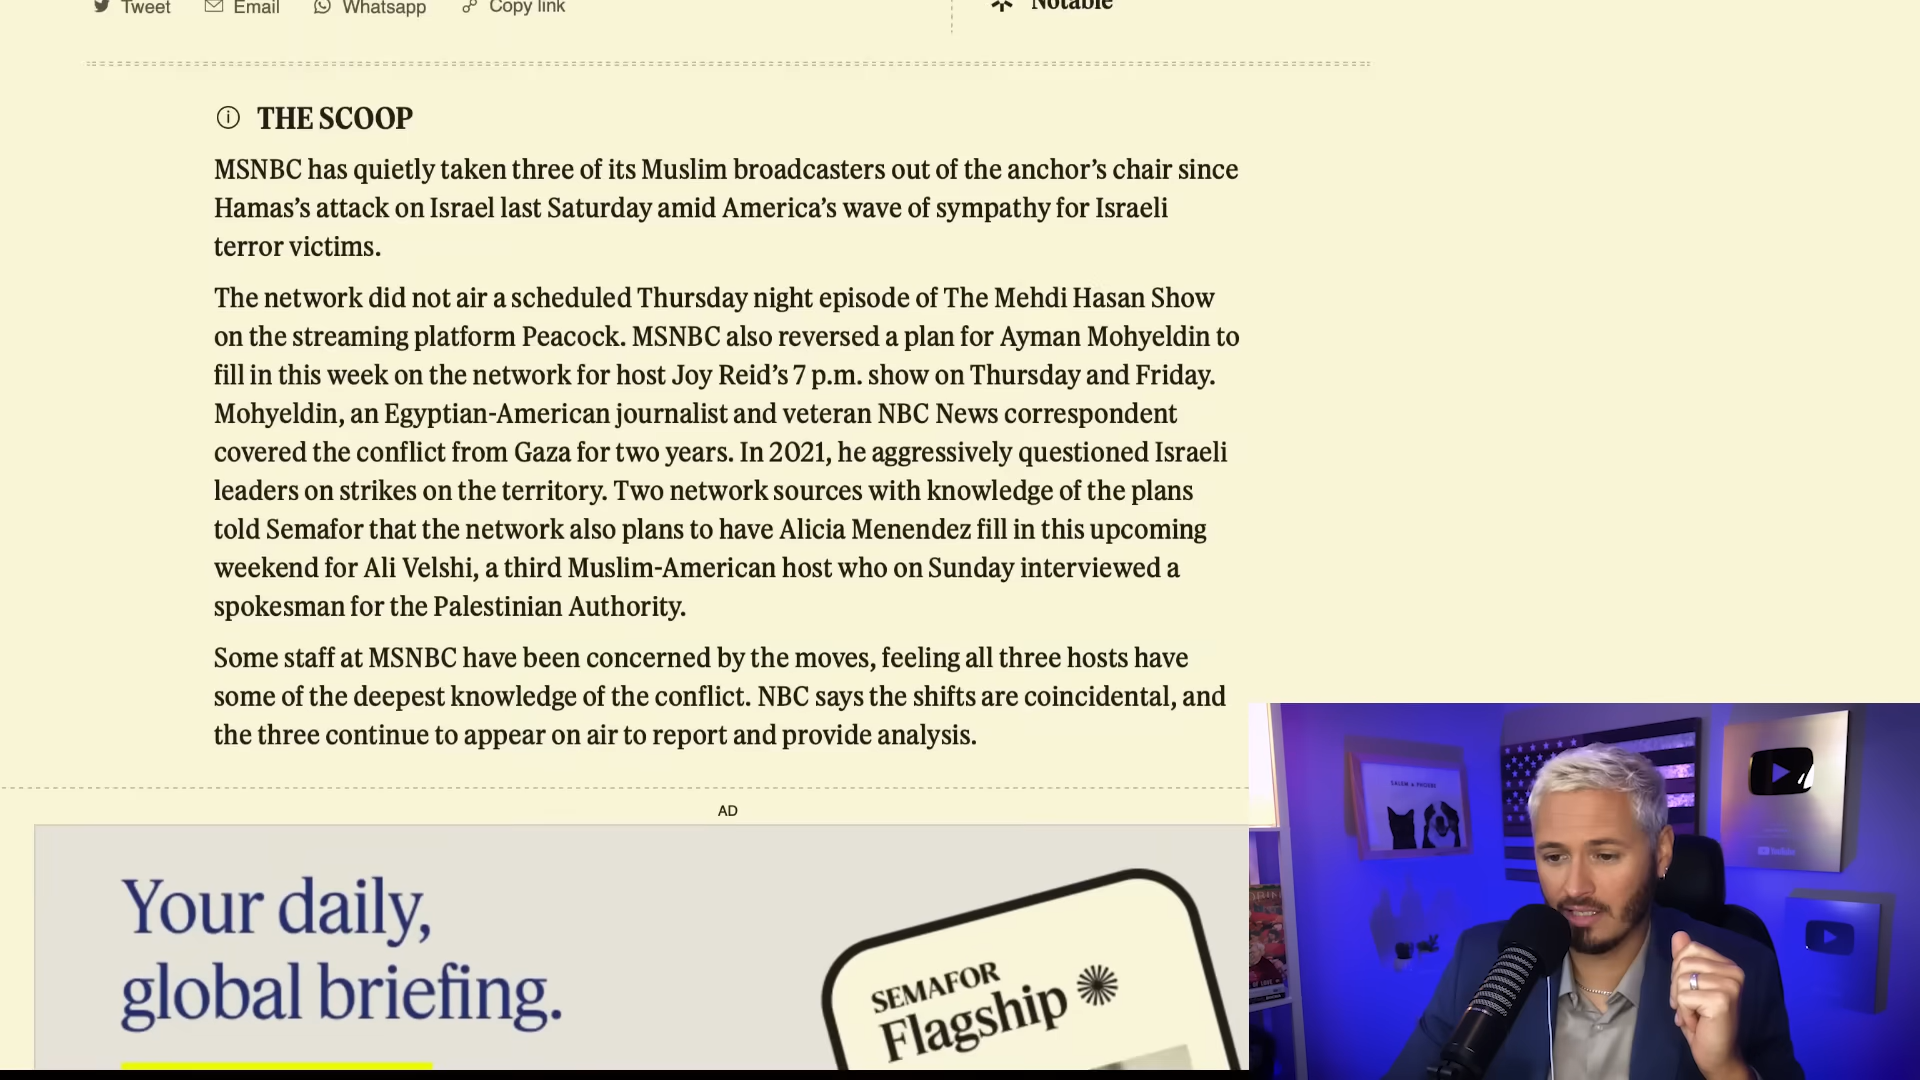 Tweet
Email
Whatsapp
Copy link
Notable
THE SCOOP
MSNBC has quietly taken three of its Muslim broadcasters out of the anchor’s chair since
Hamas’s attack on Israel last Saturday amid America’s wave of sympathy for Israeli
terror victims.
The network did not air a scheduled Thursday night episode of The Mehdi Hasan Show
on the streaming platform Peacock. MSNBC also reversed a plan for Ayman Mohyeldin to
fill in this week on the network for host Joy Reid’s 7 p.m. show on Thursday and Friday.
Mohyeldin, an Egyptian-American journalist and veteran NBC News correspondent
covered the conflict from Gaza for two years. In 2021, he aggressively questioned Israeli
leaders on strikes on the territory. Two network sources with knowledge of the plans
told Semafor that the network also plans to have Alicia Menendez fill in this upcoming
weekend for Ali Velshi, a third Muslim-American host who on Sunday interviewed a
spokesman for the Palestinian Authority.
Some staff at MSNBC have been concerned by the moves, feeling all three hosts have
some of the deepest knowledge of the conflict. NBC says the shifts are coincidental, and
the three continue to appear on air to report and provide analysis.
AD
Your daily,
global briefing.
SEMAFOR
Flagship
SALEM & PHOEBE
YouTube